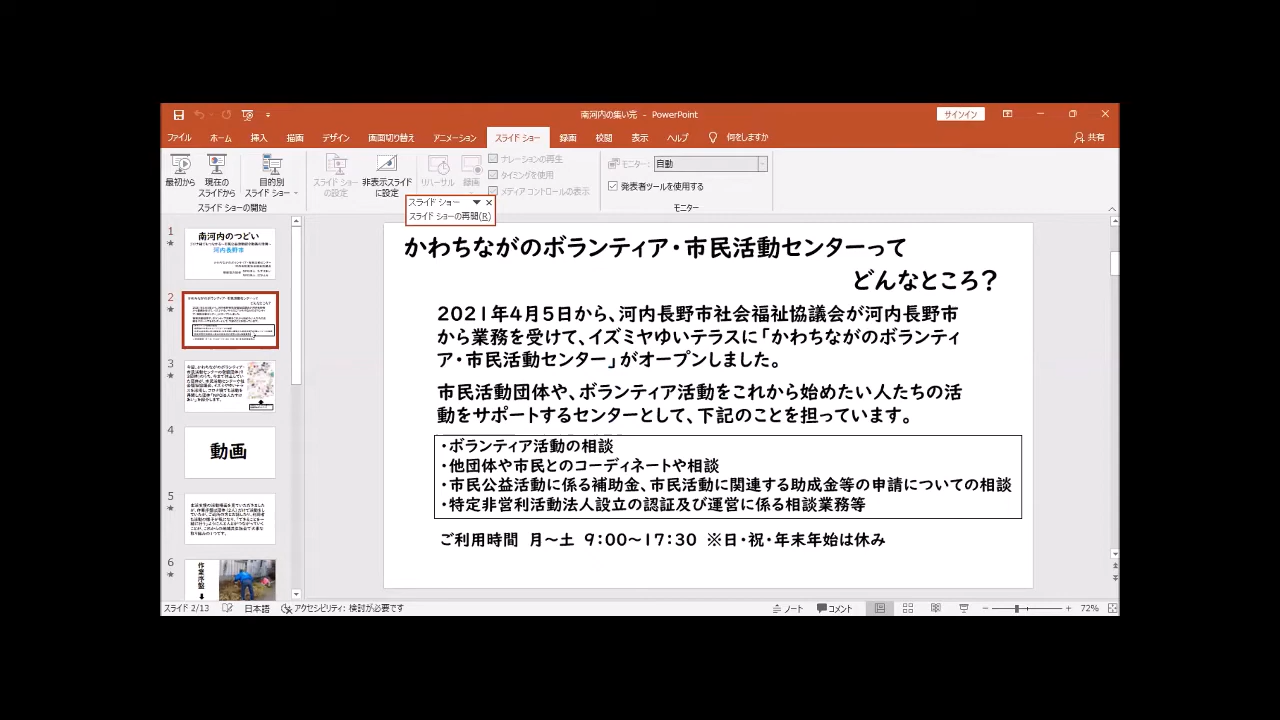 南河内の集い完 - PowerPoint
サインイン
ファイル ホーム 挿入 描画 デザイン 画面切り替え アニメーション スライド ショー 録画 校閲 表示 ヘルプ 何をしますか 共有
最初から
現在の
スライドから
目的別
スライド ショー
スライド ショーの開始
スライド ショー
の設定
非表示スライド
に設定
リハーサル
録画
ナレーションの再生
タイミングを使用
メディア コントロールの表示
モニター: 自動
発表者ツールを使用する
モニター
スライド ショー
スライド ショーの再開(R)
1
南河内のつどい
河内長野市
2
3
4
動画
5
6
作業序盤
かわちながのボランティア・市民活動センターって
どんなところ?
2021年4月5日から、河内長野市社会福祉協議会が河内長野市
から業務を受けて、イズミヤゆいテラスに「かわちながのボランティ
ア・市民活動センター」がオープンしました。
市民活動団体や、ボランティア活動をこれから始めたい人たちの活
動をサポートするセンターとして、下記のことを担っています。
・ボランティア活動の相談
・他団体や市民とのコーディネートや相談
・市民公益活動に係る補助金、市民活動に関連する助成金等の申請についての相談
・特定非営利活動法人設立の認証及び運営に係る相談業務等
ご利用時間 月～土 9:00～17:30 ※日・祝・年末年始は休み
スライド 2/13 日本語 アクセシビリティ: 検討が必要です ノート コメント 72%